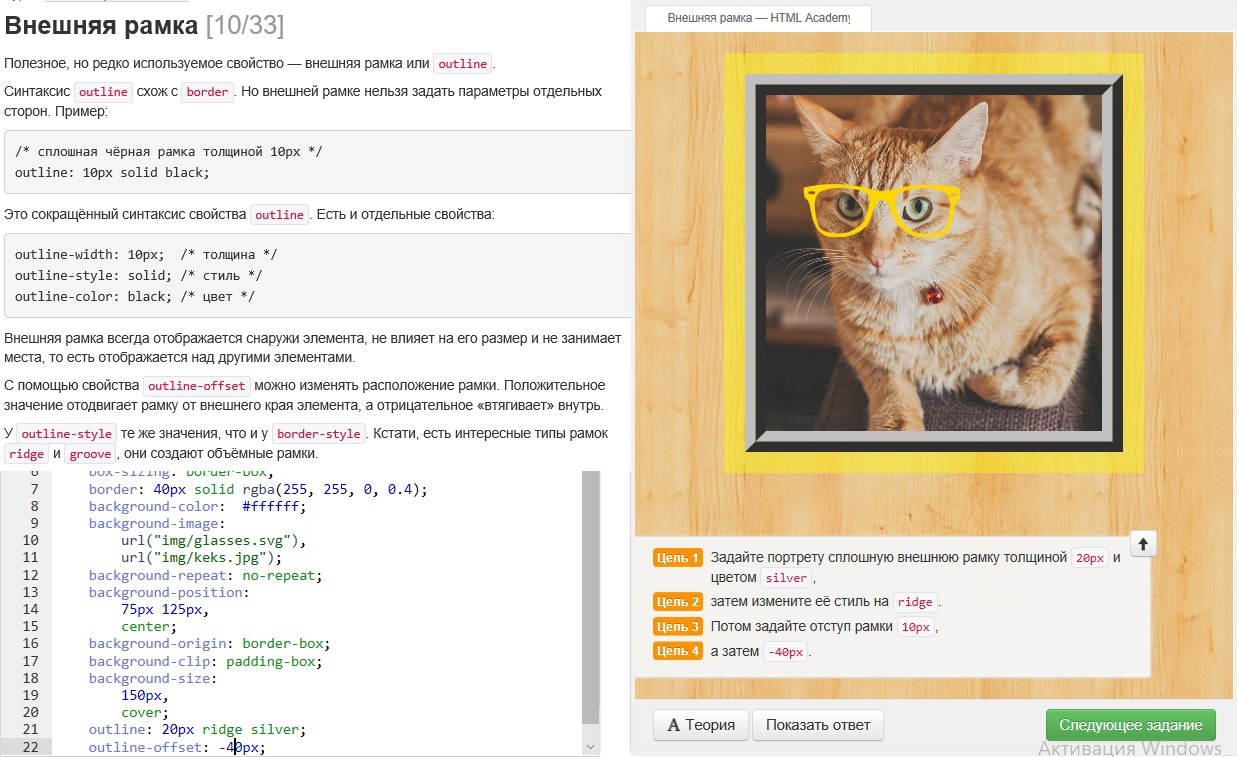 Внешняя рамка [10/33]
Полезное, но редко используемое свойство — внешняя рамка или outline.
Синтаксис outline схож с border. Но внешней рамке нельзя задать параметры отдельных
сторон. Пример:
/* сплошная чёрная рамка толщиной 10px */
outline: 10px solid black;
Это сокращённый синтаксис свойства outline. Есть и отдельные свойства:
outline-width: 10px;  /* толщина */
outline-style: solid; /* стиль */
outline-color: black; /* цвет */
Внешняя рамка всегда отображается снаружи элемента, не влияет на его размер и не занимает
места, то есть отображается над другими элементами.
С помощью свойства outline-offset можно изменять расположение рамки. Положительное
значение отодвигает рамку от внешнего края элемента, а отрицательное «втягивает» внутрь.
У outline-style те же значения, что и у border-style. Кстати, есть интересные типы рамок
ridge и groove, они создают объёмные рамки.
6 box-sizing: border-box;
7 border: 40px solid rgba(255, 255, 0, 0.4);
8 background-color:  #ffffff;
9 background-image:
10 url("img/glasses.svg"),
11 url("img/keks.jpg");
12 background-repeat: no-repeat;
13 background-position:
14 75px 125px,
15 center;
16 background-origin: border-box;
17 background-clip: padding-box;
18 background-size:
19 150px,
20 cover;
21 outline: 20px ridge silver;
22 outline-offset: -40px;
Внешняя рамка — HTML Academy
Цель 1 Задайте портрету сплошную внешнюю рамку толщиной 20px и
цветом silver,
Цель 2 затем измените её стиль на ridge.
Цель 3 Потом задайте отступ рамки 10px,
Цель 4 а затем -40px.
А Теория Показать ответ Следующее задание
Активация Windows